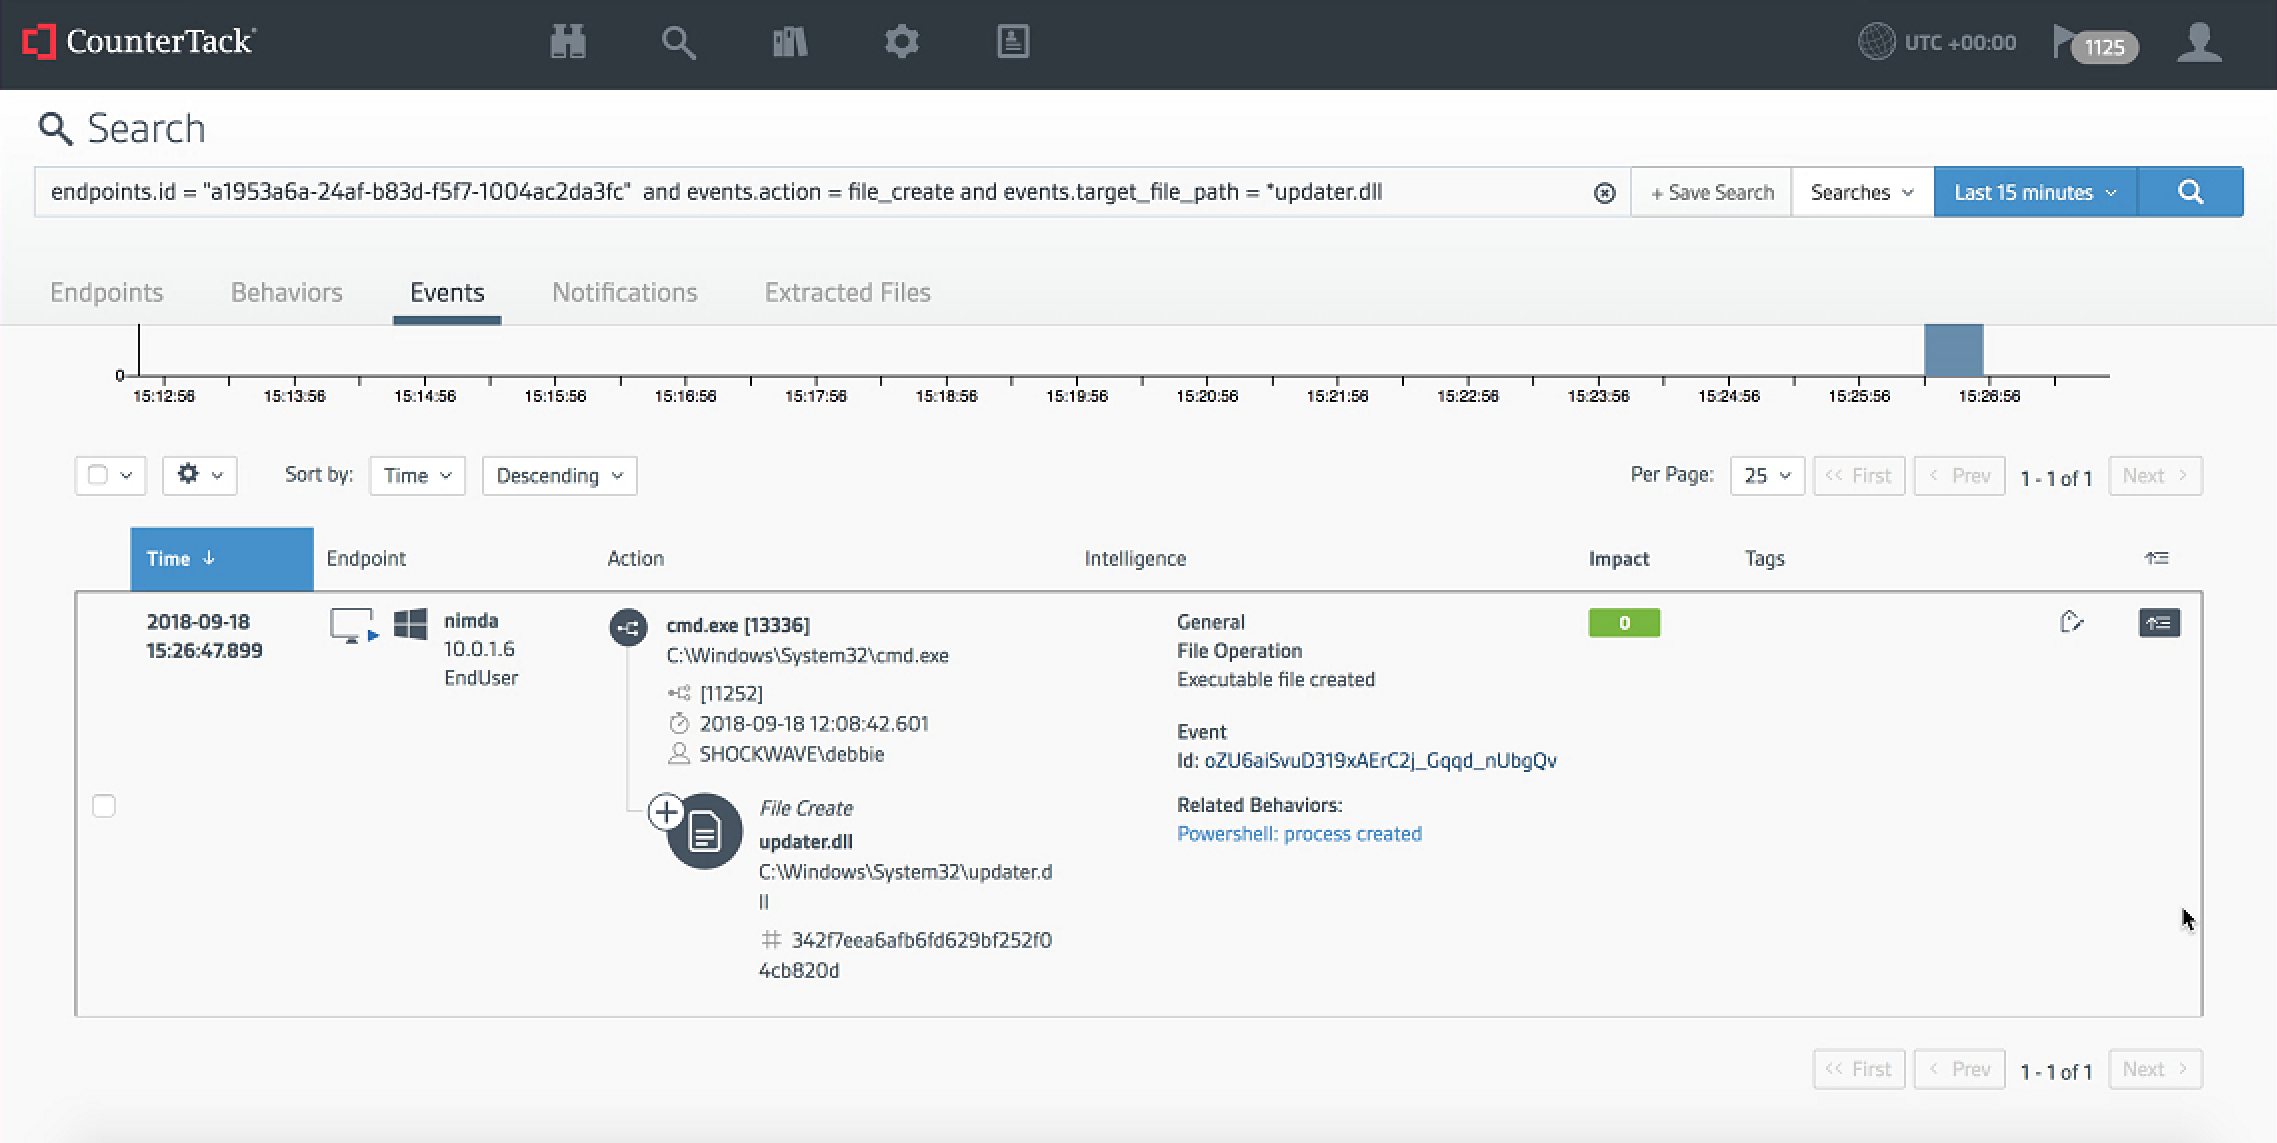 CounterTack
UTC +00:00
1125
Search
endpoints.id = "a1953a6a-24af-b83d-f5f7-1004ac2da3fc" and events.action = file_create and events.target_file_path = *updater.dll
+ Save Search
Searches
Last 15 minutes
Endpoints Behaviors Events Notifications Extracted Files
0
15:12:56 15:13:56 15:14:56 15:15:56 15:16:56 15:17:56 15:18:56 15:19:56 15:20:56 15:21:56 15:22:56 15:23:56 15:24:56 15:25:56 15:26:56
Sort by: Time Descending Per Page: 25 << First < Prev 1 - 1 of 1 Next >
Time ↓ Endpoint Action Intelligence Impact Tags
2018-09-18
15:26:47.899
nimda
10.0.1.6
EndUser
cmd.exe [13336]
C:\Windows\System32\cmd.exe
[11252]
2018-09-18 12:08:42.601
SHOCKWAVE\debbie
File Create
updater.dll
C:\Windows\System32\updater.d
ll
342f7eea6afb6fd629bf252f0
4cb820d
General
File Operation
Executable file created
Event
Id: oZU6aiSvuD319xAErC2j_Gqqd_nUbgQv
Related Behaviors:
Powershell: process created
0
<< First < Prev 1 - 1 of 1 Next >